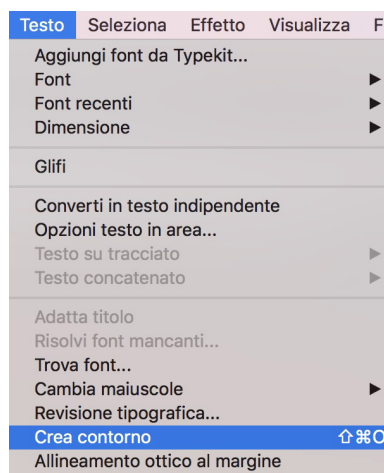 Testo Seleziona Effetto Visualizza F
Aggiungi font da Typekit...
Font ▶
Font recenti ▶
Dimensione ▶
Glifi
Converti in testo indipendente
Opzioni testo in area...
Testo su tracciato ▶
Testo concatenato ▶
Adatta titolo
Risolvi font mancanti...
Trova font...
Cambia maiuscole ▶
Revisione tipografica...
Crea contorno ⇧⌘O
Allineamento ottico al margine